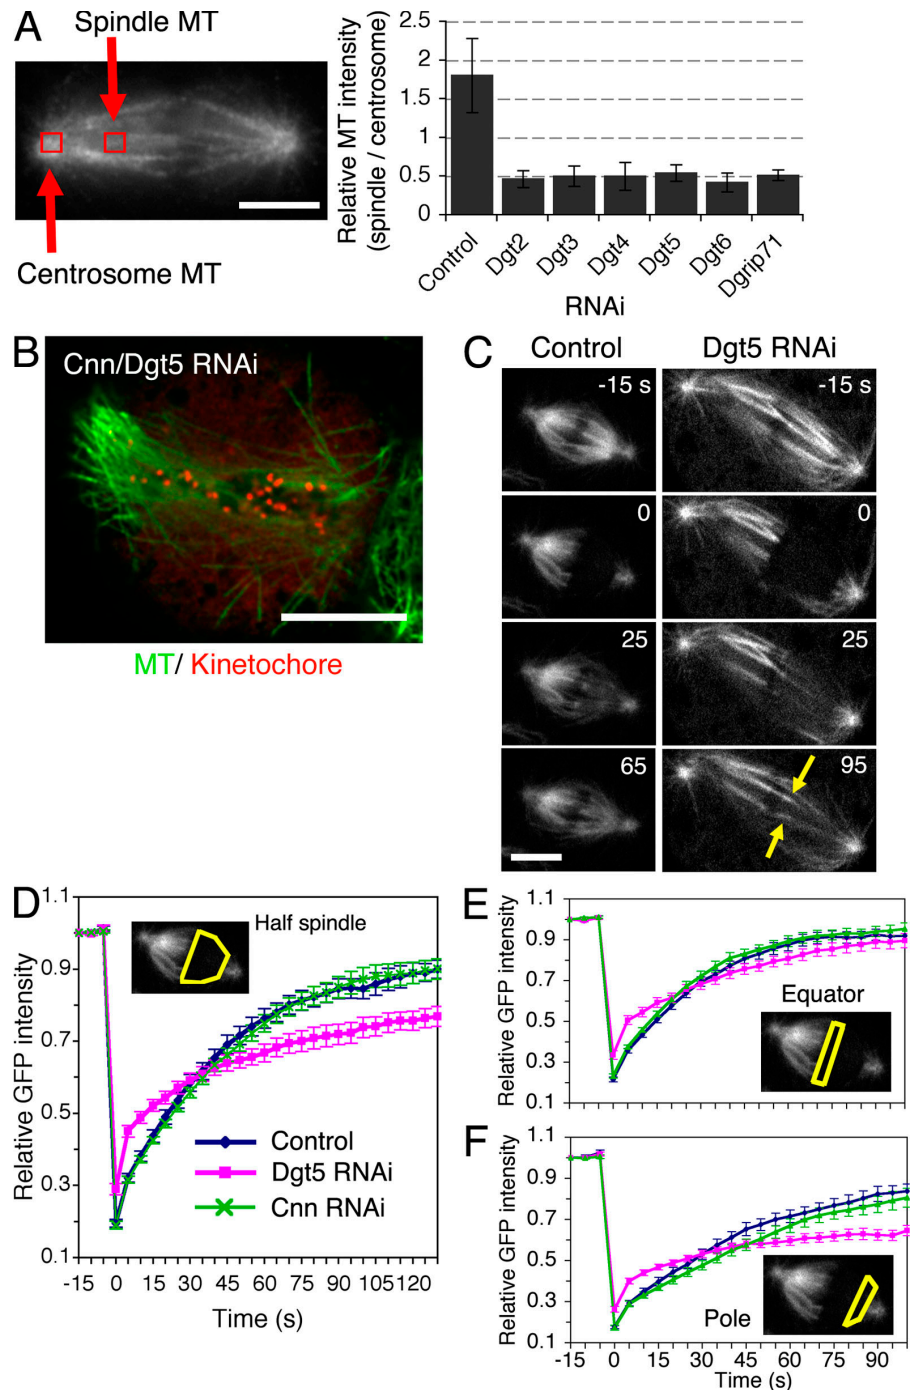 A
Spindle MT
Centrosome MT
Relative MT intensity
(spindle / centrosome)
2.5
2
1.5
1
0.5
0
Control
Dgt2
Dgt3
Dgt4
Dgt5
Dgt6
Dgrip71
RNAi
B
Cnn/Dgt5 RNAi
MT/ Kinetochore
C
Control
Dgt5 RNAi
-15 s
-15 s
0
0
25
25
65
95
D
Relative GFP intensity
1.1
0.9
0.7
0.5
0.3
0.1
Half spindle
Control
Dgt5 RNAi
Cnn RNAi
-15 0 15 30 45 60 75 90 105 120
Time (s)
E
Relative GFP intensity
1.1
0.9
0.7
0.5
0.3
0.1
Equator
F
Relative GFP intensity
1.1
0.9
0.7
0.5
0.3
0.1
Pole
-15 0 15 30 45 60 75 90
Time (s)